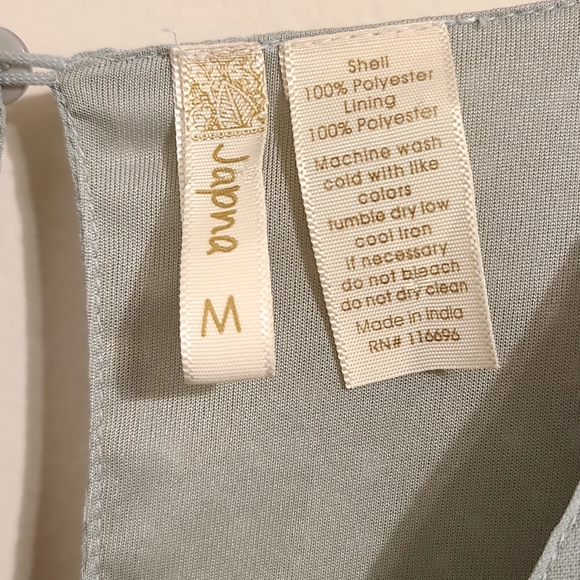 Japna
M
Shell
100% Polyester
Lining
100% Polyester
Machine wash
cold with like
colors
tumble dry low
cool iron
if necessary
do not bleach
do not dry clean
Made in India
RN# 116696